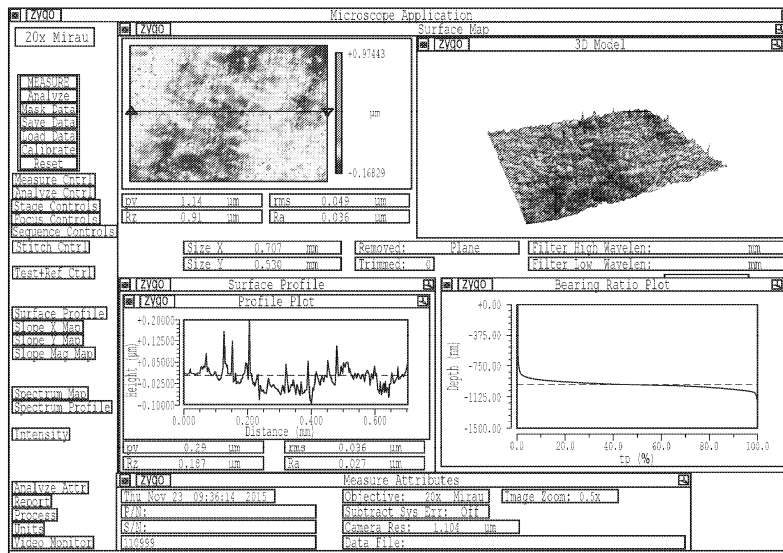 ZYGO Microscope Application
20x Mirau
MEASURE
Analyze
Mask Data
Save Data
Load Data
Calibrate
Reset
Measure Cntrl
Analyze Cntrl
Stage Controls
Focus Controls
Sequence Controls
Stitch Cntrl
Test+Ref Ctrl
Surface Profile
Slope X Map
Slope Y Map
Slope Mag Map
Spectrum Map
Spectrum Profile
Intensity
Analyze Attr
Report
Process
Units
Video Monitor
ZYGO Surface Map
+0.97443
µm
-0.16829
pv 1.14 µm rms 0.049 µm
Rz 0.91 µm Ra 0.036 µm
ZYGO 3D Model
Size X 0.707 mm Removed: Plane Filter High Wavelen: mm
Size Y 0.530 mm Trimmed: 0 Filter Low Wavelen: mm
ZYGO Surface Profile
ZYGO Profile Plot
+0.20000
+0.12500
+0.05000
-0.02500
-0.10000
Height (µm)
0.000 0.200 0.400 0.600
Distance (mm)
pv 0.29 µm rms 0.036 µm
Rz 0.187 µm Ra 0.027 µm
ZYGO Bearing Ratio Plot
+0.00
-375.00
-750.00
-1125.00
-1500.00
Depth (nm)
0.0 20.0 40.0 60.0 80.0 100.0
tp (%)
ZYGO Measure Attributes
Thu Nov 23 09:36:14 2015 Objective: 20x Mirau Image Zoom: 0.5x
P/N: Subtract Sys Err: Off
S/N: Camera Res: 1.104 µm
110999 Data File: